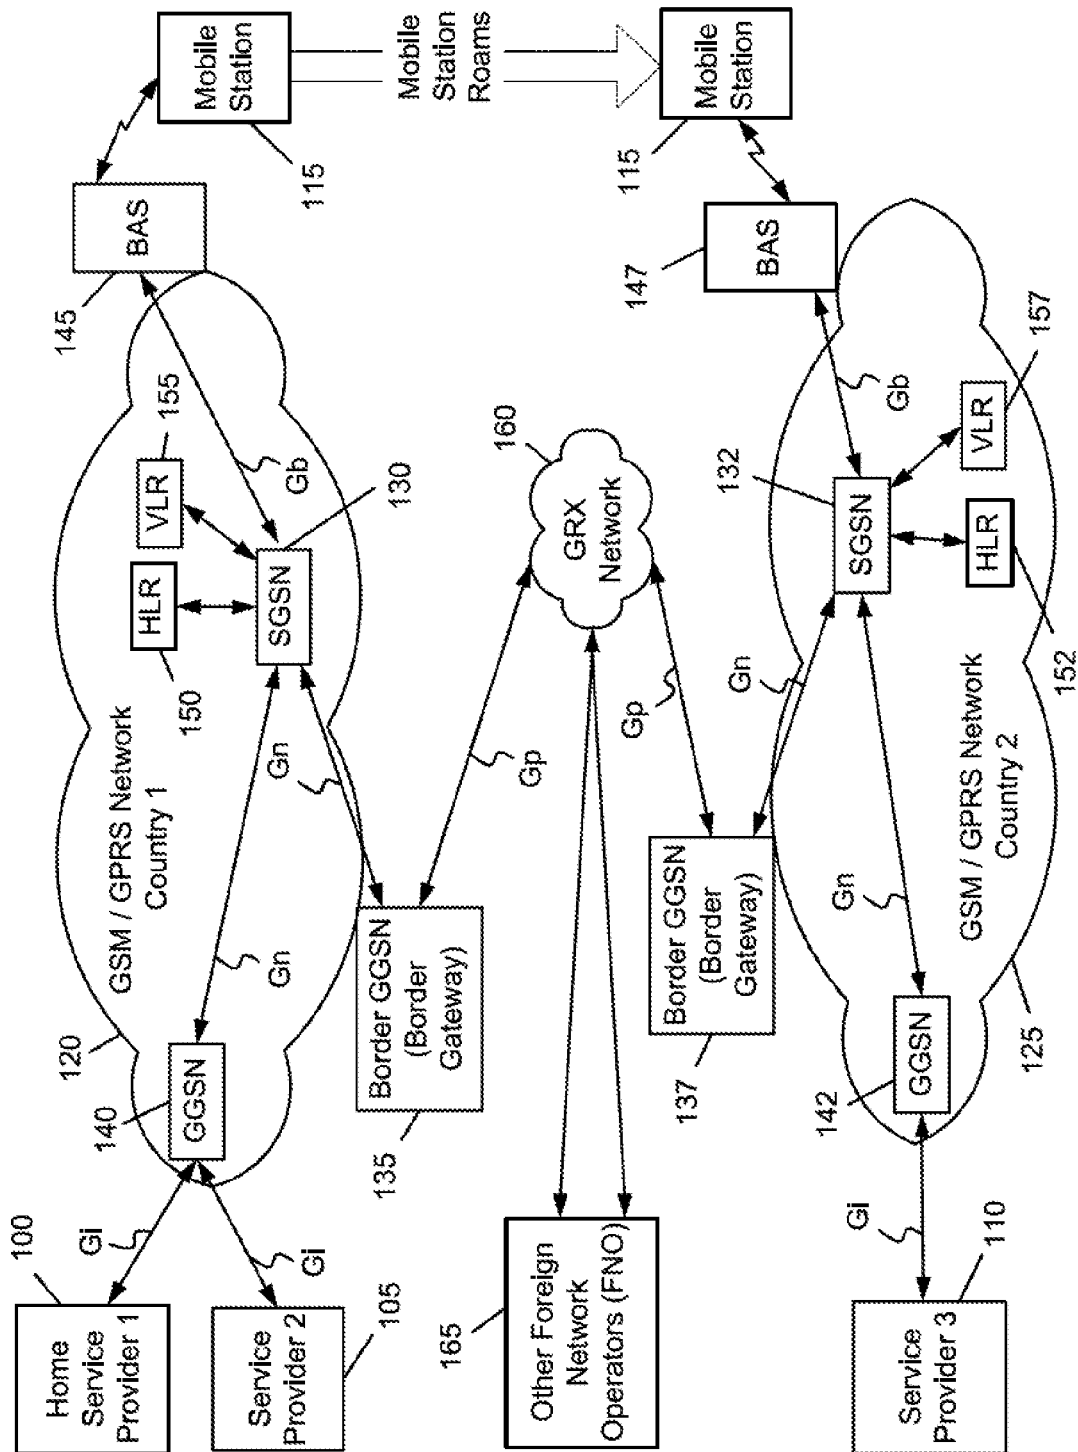 Home
Service
Provider 1
100
Gi
Service
Provider 2
105
Gi
120
GSM / GPRS Network
Country 1
140
GGSN
Gn
Gn
150
HLR
VLR
155
SGSN
130
Gb
145
BAS
Mobile
Station
115
Mobile
Station
Roams
Border GGSN
(Border
Gateway)
135
Gp
160
GRX
Network
Gp
Other Foreign
Network
Operators (FNO)
165
Border GGSN
(Border
Gateway)
137
Gn
147
BAS
Mobile
Station
115
Gb
132
SGSN
VLR
157
HLR
152
Gn
GSM / GPRS Network
Country 2
125
142
GGSN
Gi
Service
Provider 3
110